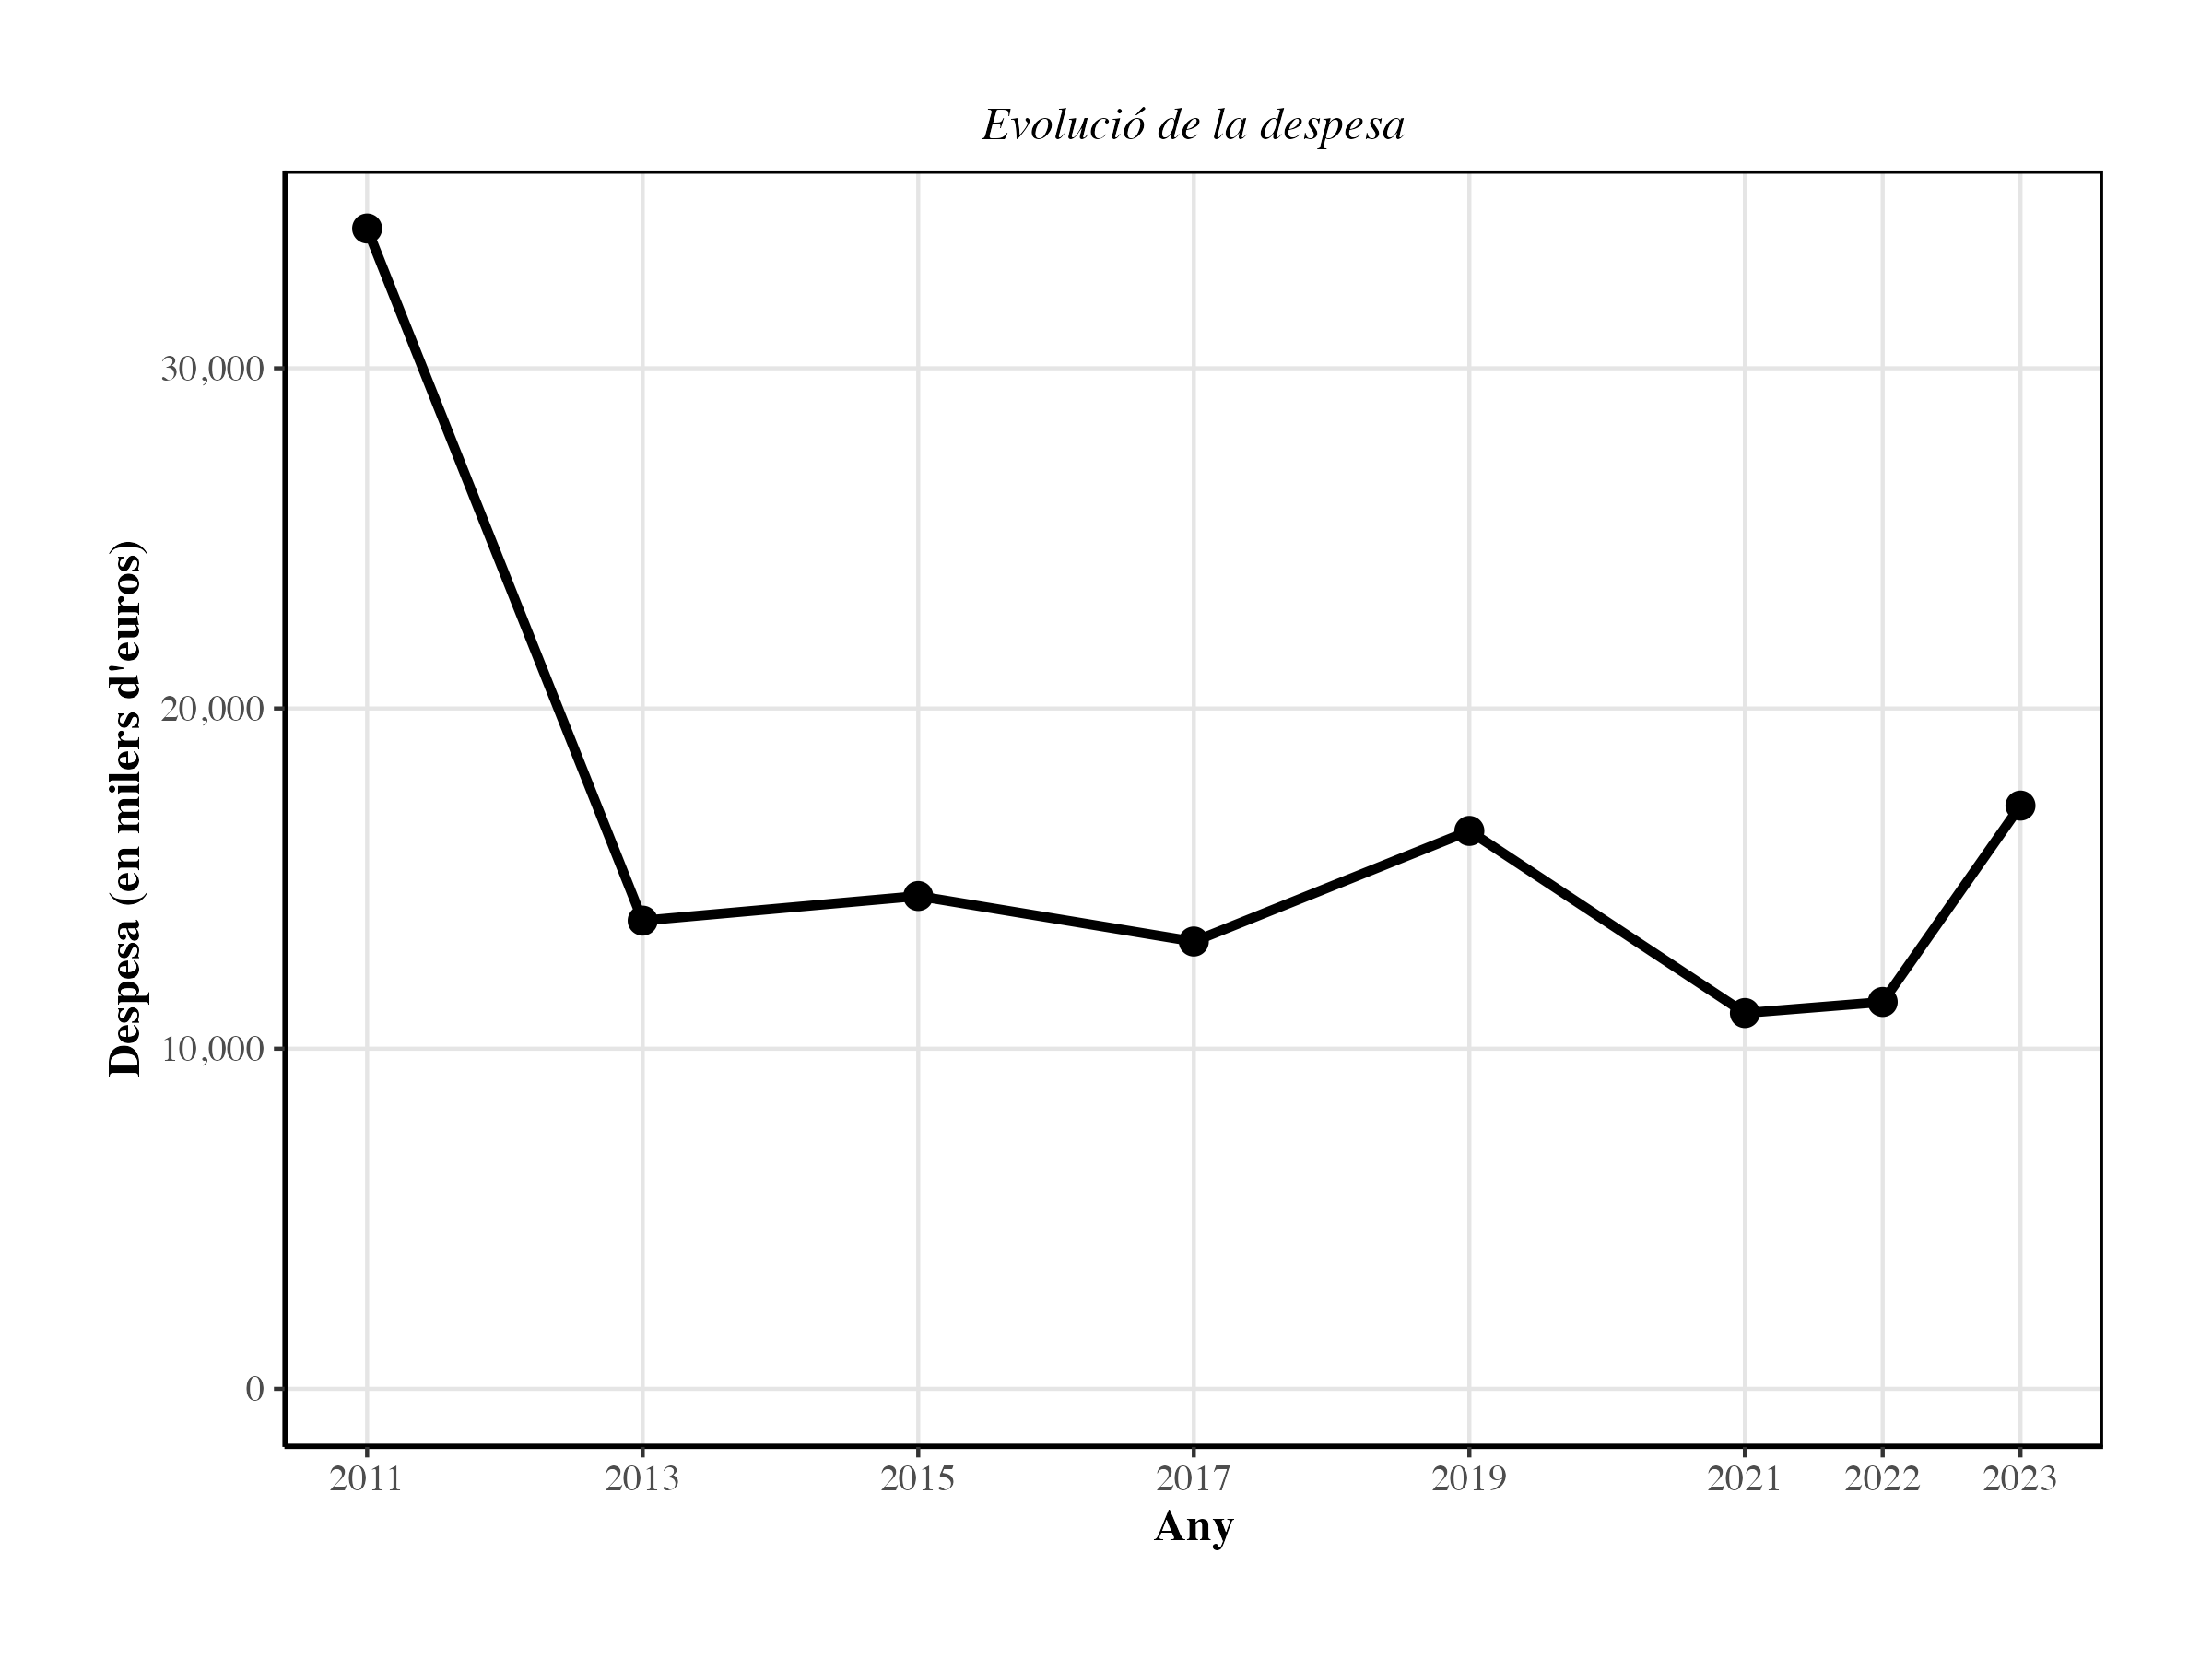 Evolució de la despesa
Despesa (en milers d'euros)
30,000
20,000
10,000
0
2011 2013 2015 2017 2019 2021 2022 2023
Any